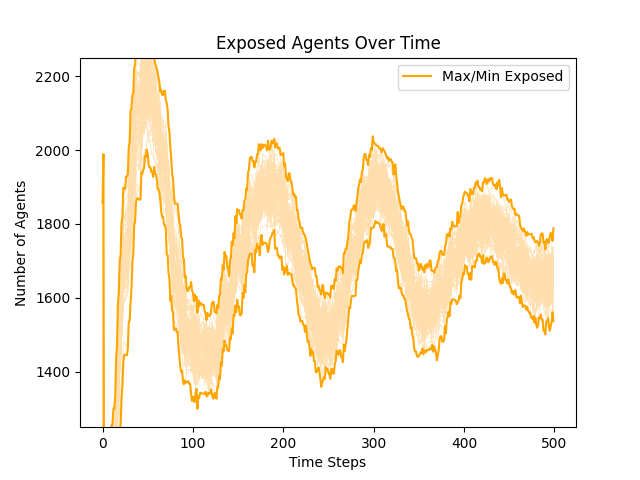 Exposed Agents Over Time
Max/Min Exposed
Number of Agents
2200
2000
1800
1600
1400
0 100 200 300 400 500
Time Steps